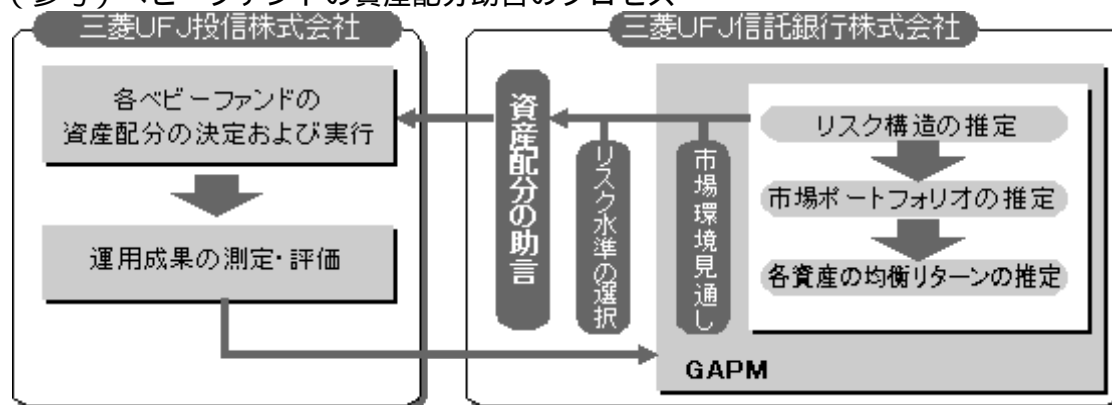 (参考)ベビーファンドの資産配分助言のプロセス
三菱UFJ投信株式会社
各ベビーファンドの
資産配分の決定および実行
運用成果の測定・評価
三菱UFJ信託銀行株式会社
資産配分の助言
リスク水準の選択
市場環境見通し
リスク構造の推定
市場ポートフォリオの推定
各資産の均衡リターンの推定
GAPM